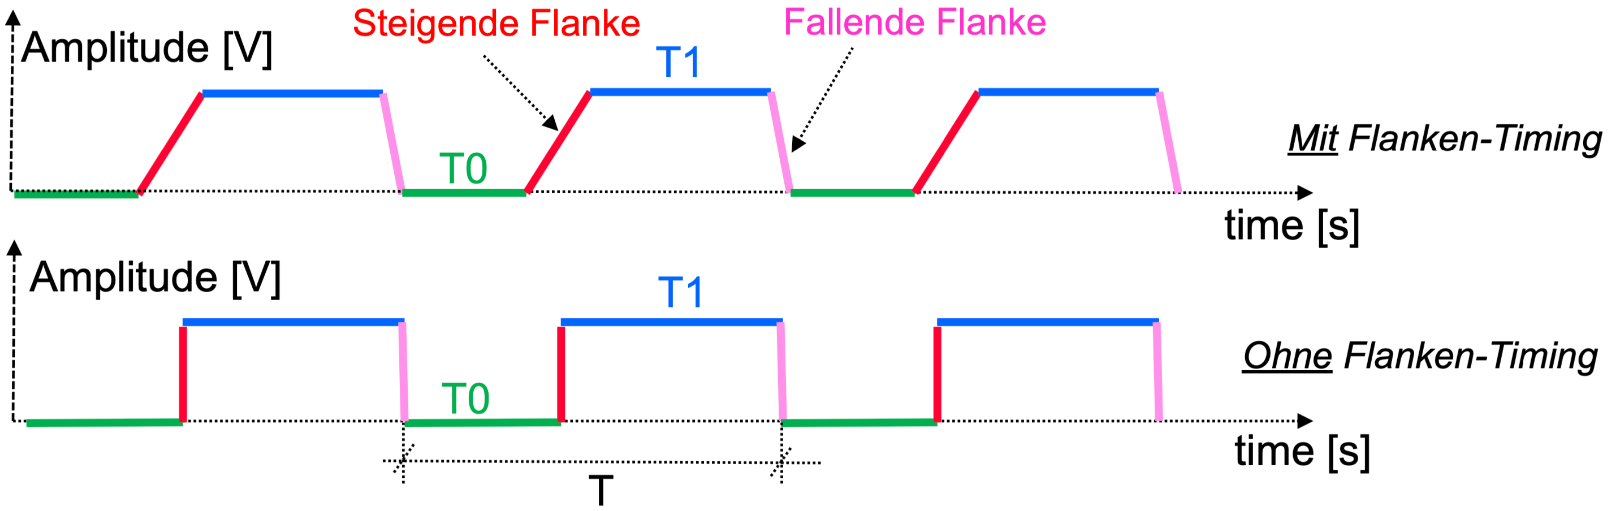 Steigende Flanke
Fallende Flanke
Amplitude [V]
T1
Mit Flanken-Timing
T0
time [s]
Amplitude [V]
T1
Ohne Flanken-Timing
T0
time [s]
T